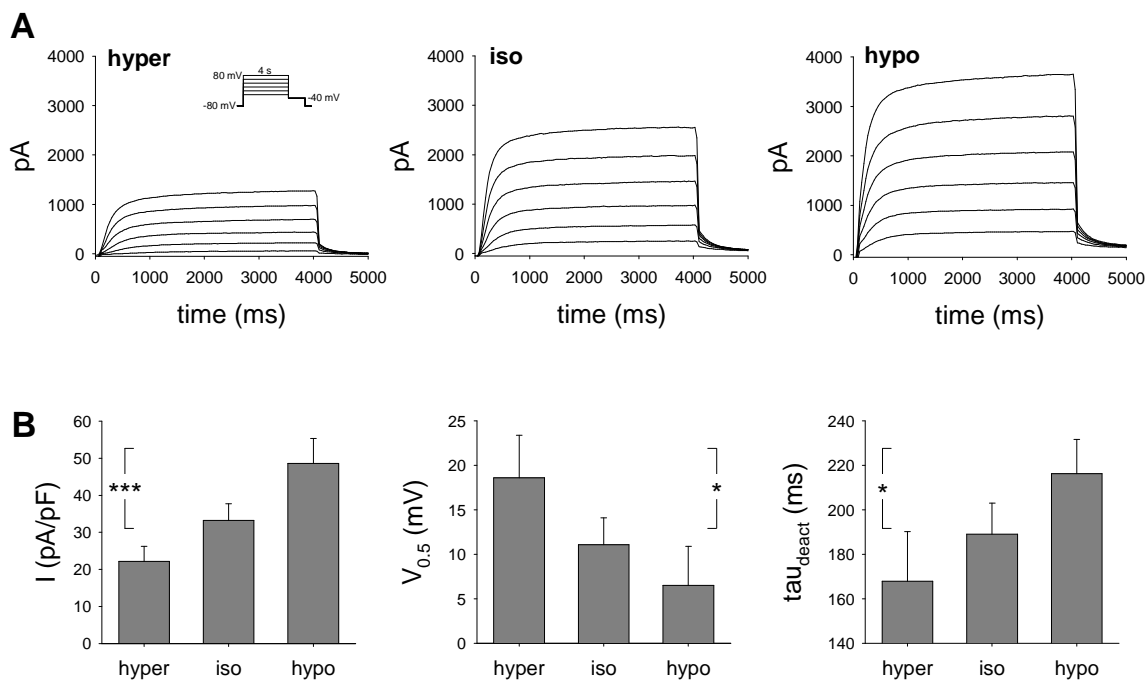 A
hyper
iso
hypo
4 s
80 mV
-80 mV
-40 mV
pA
4000
3000
2000
1000
0
0 1000 2000 3000 4000 5000
time (ms)
pA
4000
3000
2000
1000
0
0 1000 2000 3000 4000 5000
time (ms)
pA
4000
3000
2000
1000
0
0 1000 2000 3000 4000 5000
time (ms)
B
I (pA/pF)
60
50
40
30
20
10
0
***
hyper iso hypo
V0.5 (mV)
25
20
15
10
5
0
*
hyper iso hypo
taudeact (ms)
240
220
200
180
160
140
*
hyper iso hypo